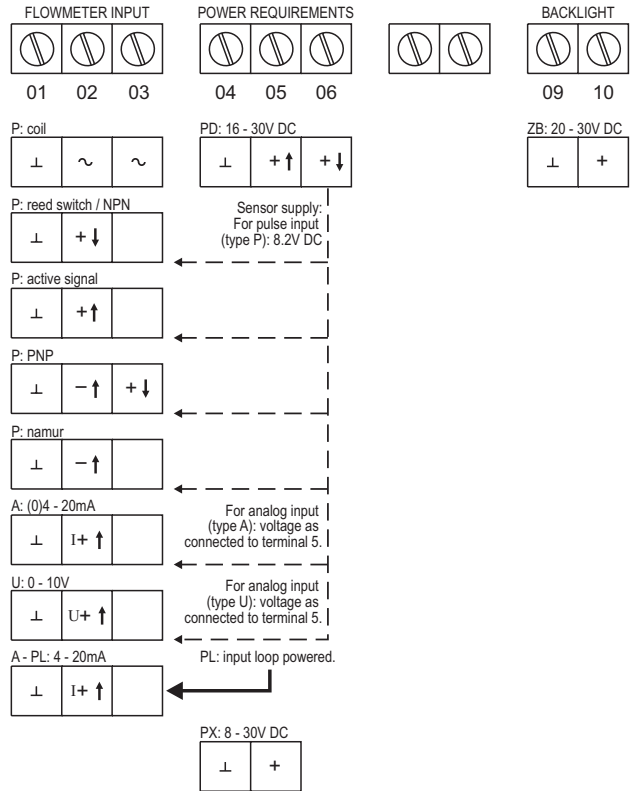 FLOWMETER INPUT
POWER REQUIREMENTS
BACKLIGHT
01 02 03
04 05 06
09 10
P: coil
⊥ ~ ~
PD: 16 - 30V DC
⊥ +↑ +↓
ZB: 20 - 30V DC
⊥ +
P: reed switch / NPN
⊥ +↓
Sensor supply:
For pulse input
(type P): 8.2V DC
P: active signal
⊥ +↑
P: PNP
⊥ −↑ +↓
P: namur
⊥ −↑
A: (0)4 - 20mA
⊥ I+ ↑
For analog input
(type A): voltage as
connected to terminal 5.
U: 0 - 10V
⊥ U+ ↑
For analog input
(type U): voltage as
connected to terminal 5.
A - PL: 4 - 20mA
⊥ I+ ↑
PL: input loop powered.
PX: 8 - 30V DC
⊥ +